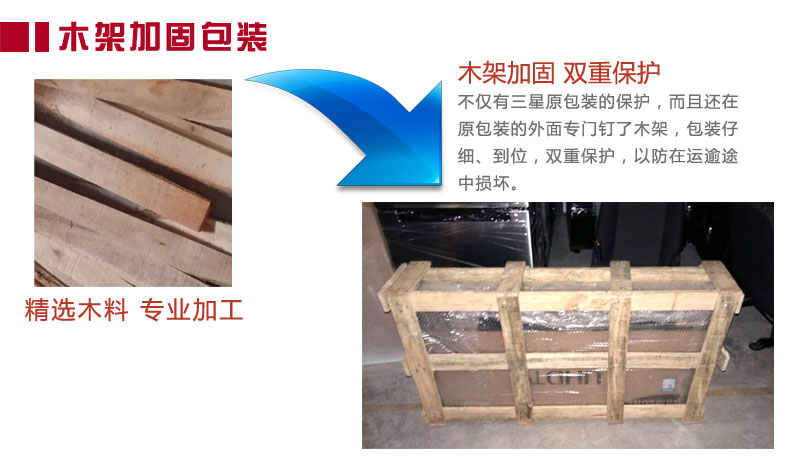 木架加固包装
木架加固 双重保护
不仅有三星原包装的保护，而且还在
原包装的外面专门钉了木架，包装仔
细、到位，双重保护，以防在运逾途
中损坏。
精选木料 专业加工
UHDT